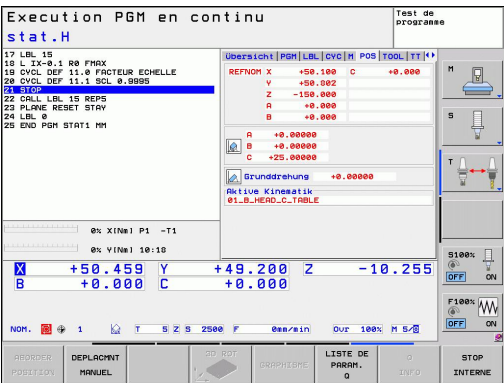 Execution PGM en continu
Test de programme
stat.H
17 LBL 15
18 L IX-0.1 R0 FMAX
19 CYCL DEF 11.0 FACTEUR ECHELLE
20 CYCL DEF 11.1 SCL 0.9995
21 STOP
22 CALL LBL 15 REP5
23 PLANE RESET STAY
24 LBL 0
25 END PGM STAT1 MM
Übersicht PGM LBL CYC M POS TOOL TT
REFNOM X +50.100 C +0.000
Y +50.802
Z -150.000
A +0.000
B +0.000
A +0.00000
B +0.00000
C +25.00000
Grunddrehung +0.00000
Aktive Kinematik
01_B_HEAD_C_TABLE
0% X[Nm] P1 -T1
0% Y[Nm] 10:18
X +50.459 Y +49.200 Z -10.255
B +0.000 C +0.000
NOM. 1 T 5 Z S 2500 F 0mm/min Ovr 100% M 5/8
M
S
T
S100%
OFF ON
F100%
OFF ON
ABORDER POSITION
DEPLACMNT MANUEL
3D ROT
GRAPHISME
LISTE DE PARAM. Q
Q INFO
STOP INTERNE